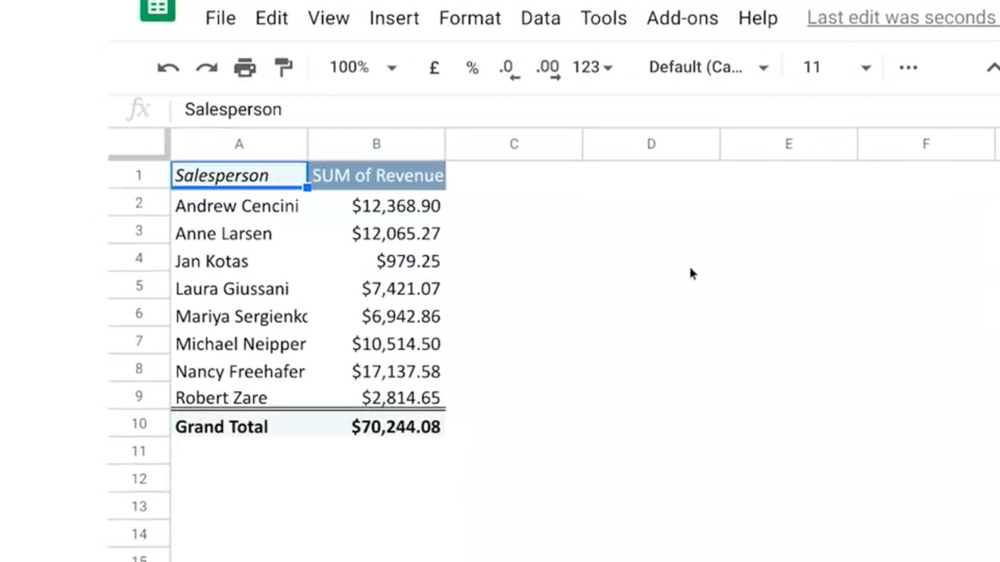 File Edit View Insert Format Data Tools Add-ons Help Last edit was seconds
100% £ % .0 .00 123 Default (Ca... 11
fx Salesperson
A B C D E F
1 Salesperson SUM of Revenue
2 Andrew Cencini $12,368.90
3 Anne Larsen $12,065.27
4 Jan Kotas $979.25
5 Laura Giussani $7,421.07
6 Mariya Sergienko $6,942.86
7 Michael Neipper $10,514.50
8 Nancy Freehafer $17,137.58
9 Robert Zare $2,814.65
10 Grand Total $70,244.08
11
12
13
14
15